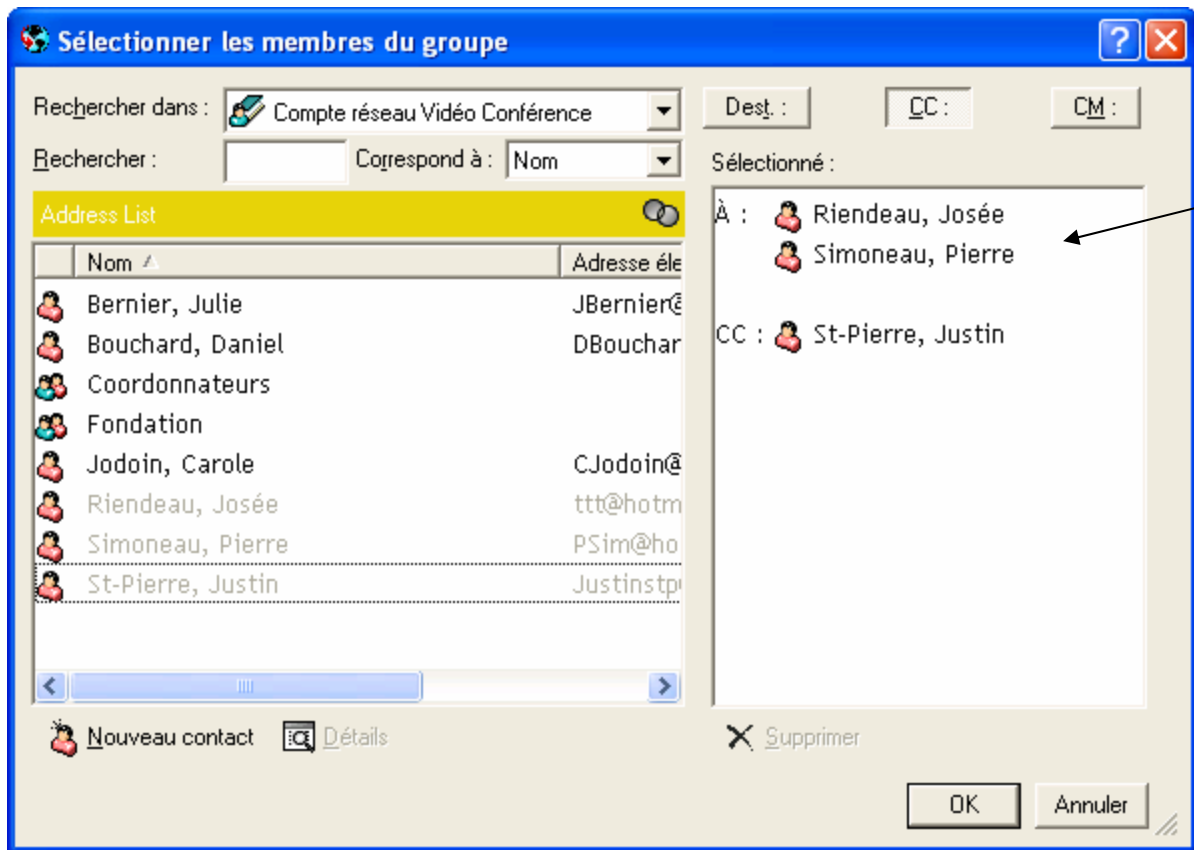 Sélectionner les membres du groupe
Rechercher dans : Compte réseau Vidéo Conférence
Dest. : CC : CM :
Rechercher : Correspond à : Nom
Sélectionné :
Address List
Nom Adresse éle
Bernier, Julie JBernier@
Bouchard, Daniel DBouchar
Coordonnateurs
Fondation
Jodoin, Carole CJodoin@
Riendeau, Josée ttt@hotm
Simoneau, Pierre PSim@ho
St-Pierre, Justin Justinstp
À : Riendeau, Josée
Simoneau, Pierre
CC : St-Pierre, Justin
Nouveau contact Détails
Supprimer
OK Annuler